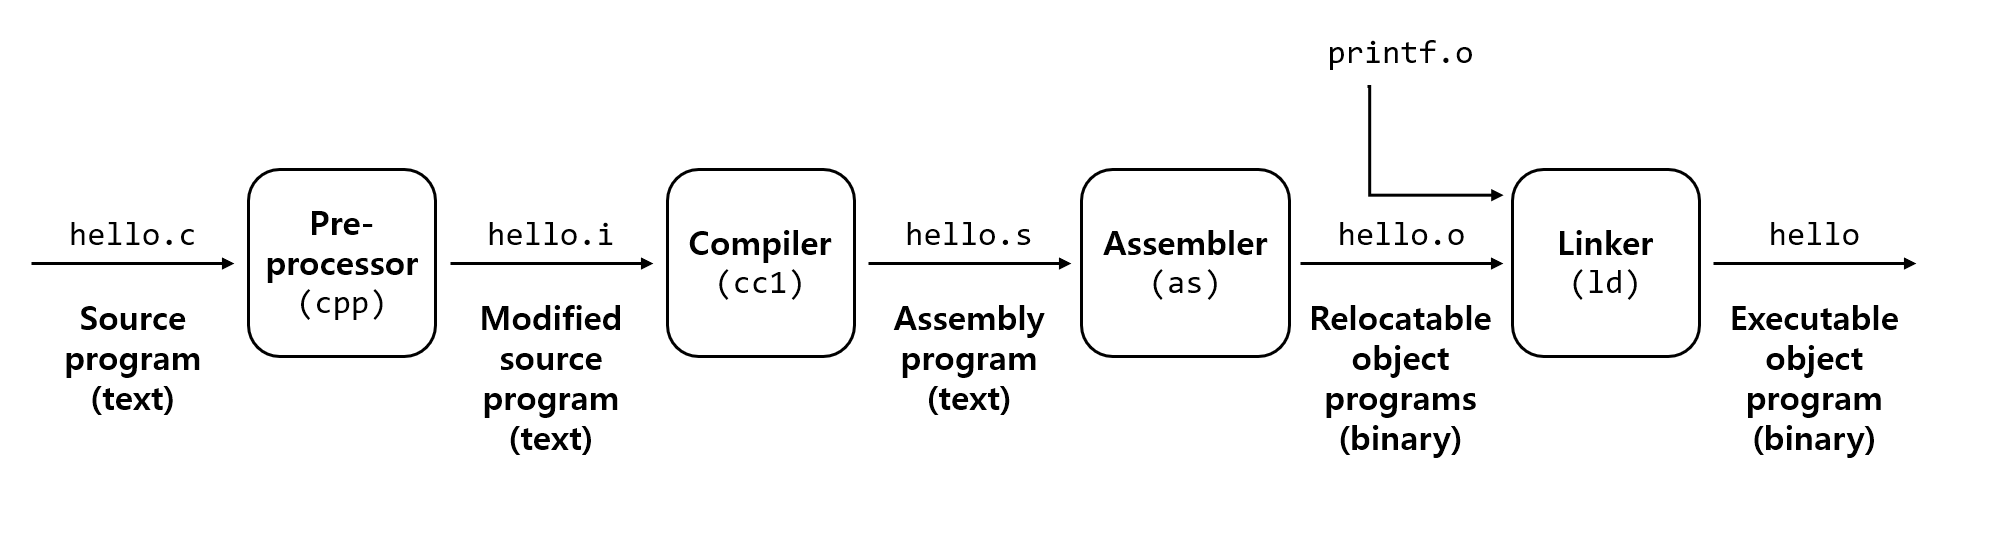 printf.o
hello.c
Pre-
processor
(cpp)
hello.i
Compiler
(cc1)
hello.s
Assembler
(as)
hello.o
Linker
(ld)
hello
Source
program
(text)
Modified
source
program
(text)
Assembly
program
(text)
Relocatable
object
programs
(binary)
Executable
object
program
(binary)